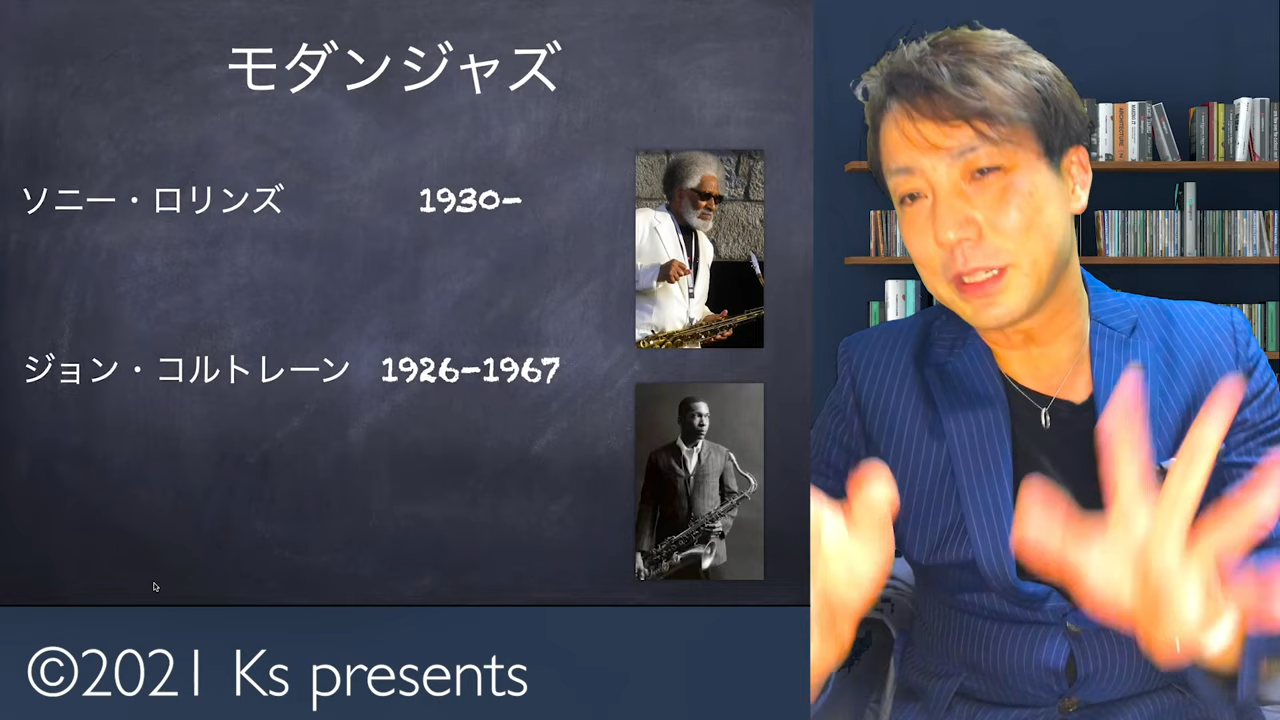 モダンジャズ
ソニー・ロリンズ 1930-
ジョン・コルトレーン 1926-1967
©2021 Ks presents